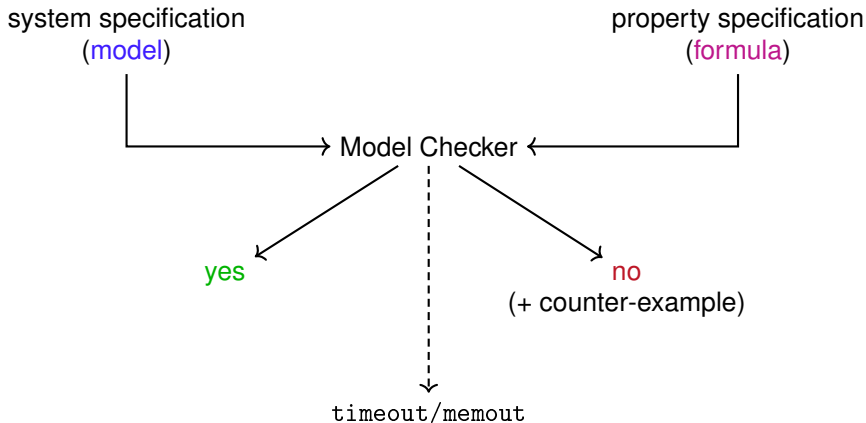 system specification
(model)
property specification
(formula)
Model Checker
yes
no
(+ counter-example)
timeout/memout